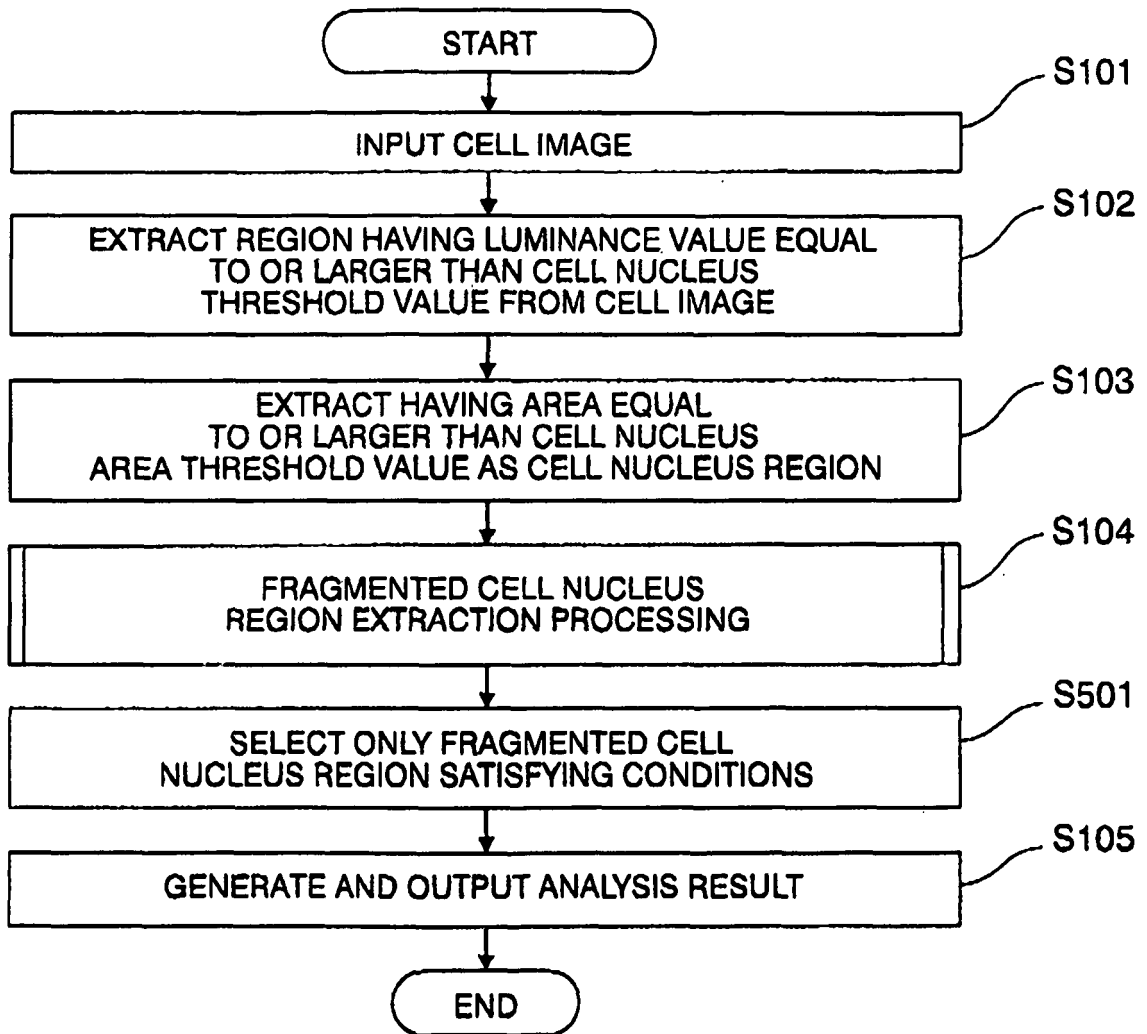 START
S101
INPUT CELL IMAGE
S102
EXTRACT REGION HAVING LUMINANCE VALUE EQUAL
TO OR LARGER THAN CELL NUCLEUS
THRESHOLD VALUE FROM CELL IMAGE
S103
EXTRACT HAVING AREA EQUAL
TO OR LARGER THAN CELL NUCLEUS
AREA THRESHOLD VALUE AS CELL NUCLEUS REGION
S104
FRAGMENTED CELL NUCLEUS
REGION EXTRACTION PROCESSING
S501
SELECT ONLY FRAGMENTED CELL
NUCLEUS REGION SATISFYING CONDITIONS
S105
GENERATE AND OUTPUT ANALYSIS RESULT
END